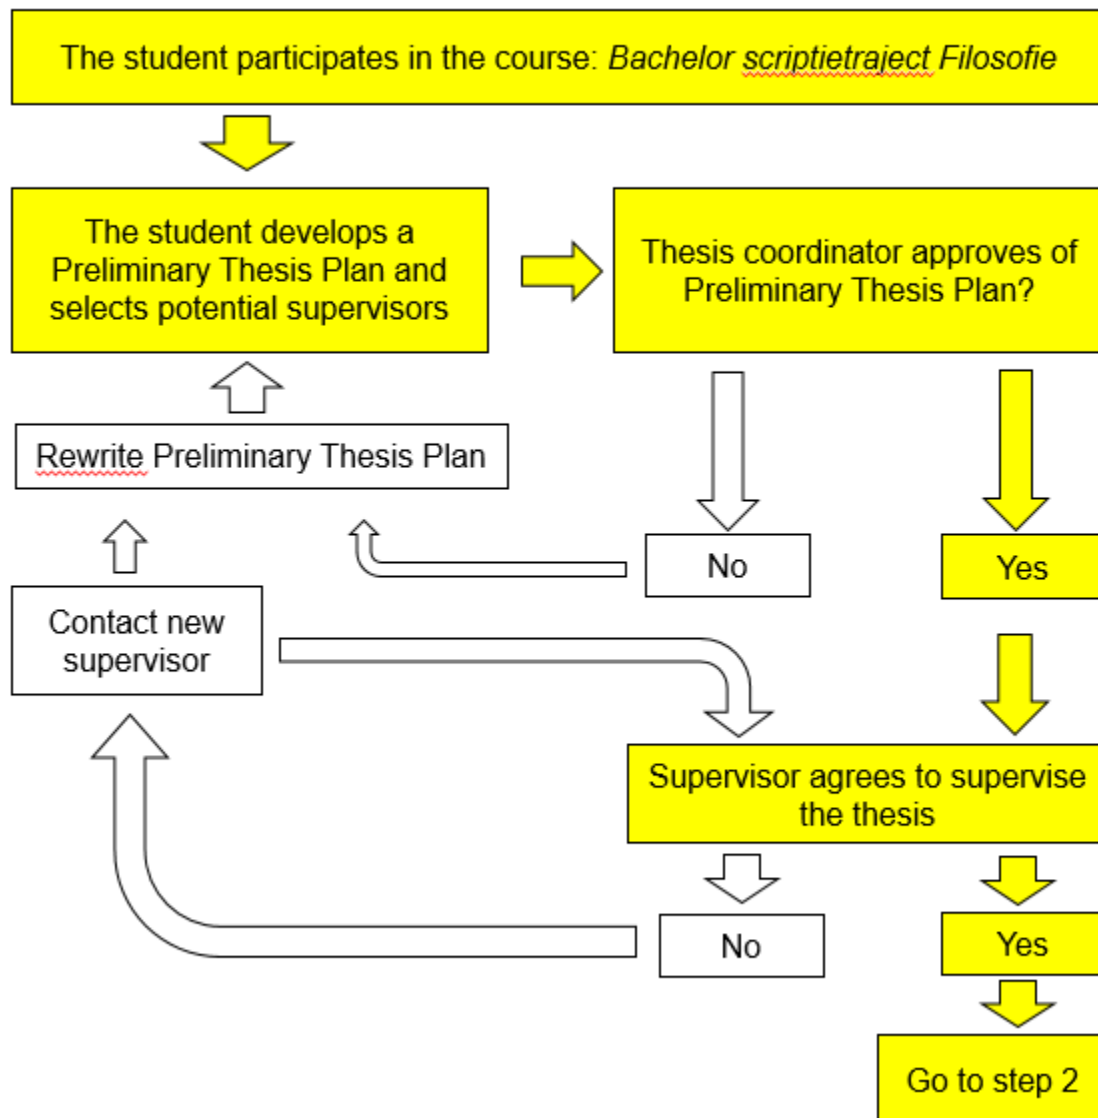 The student participates in the course: Bachelor scriptietraject Filosofie
The student develops a
Preliminary Thesis Plan and
selects potential supervisors
Thesis coordinator approves of
Preliminary Thesis Plan?
Rewrite Preliminary Thesis Plan
No
Yes
Contact new
supervisor
Supervisor agrees to supervise
the thesis
No
Yes
Go to step 2